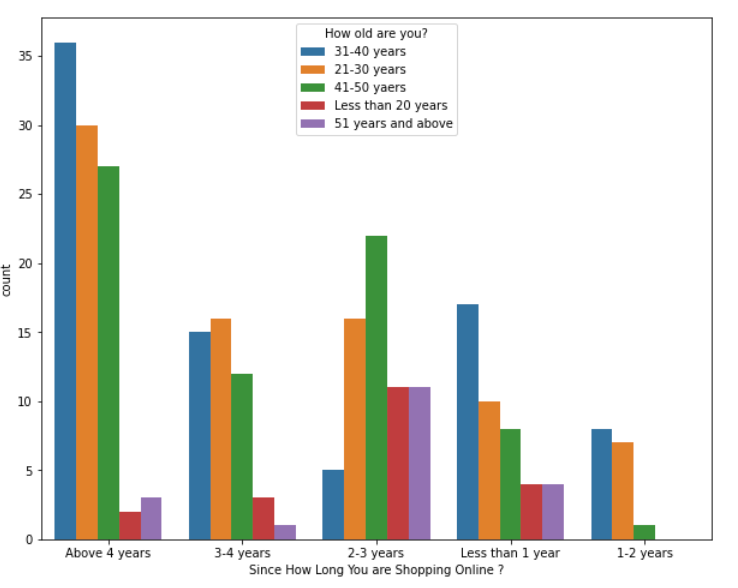 How old are you?
31-40 years
21-30 years
41-50 yaers
Less than 20 years
51 years and above
35
30
25
20
15
10
5
0
count
Above 4 years
3-4 years
2-3 years
Less than 1 year
1-2 years
Since How Long You are Shopping Online ?